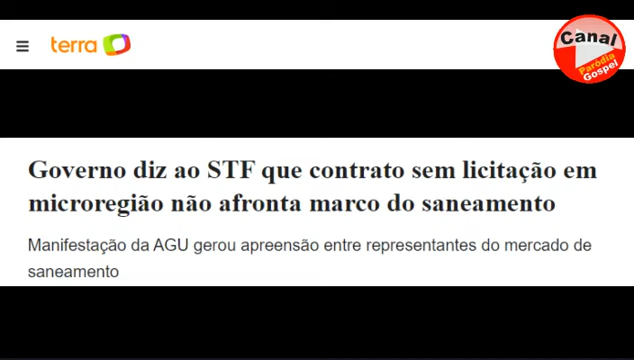 terra
Canal
Paródia
Gospel
Governo diz ao STF que contrato sem licitação em
microregião não afronta marco do saneamento
Manifestação da AGU gerou apreensão entre representantes do mercado de
saneamento